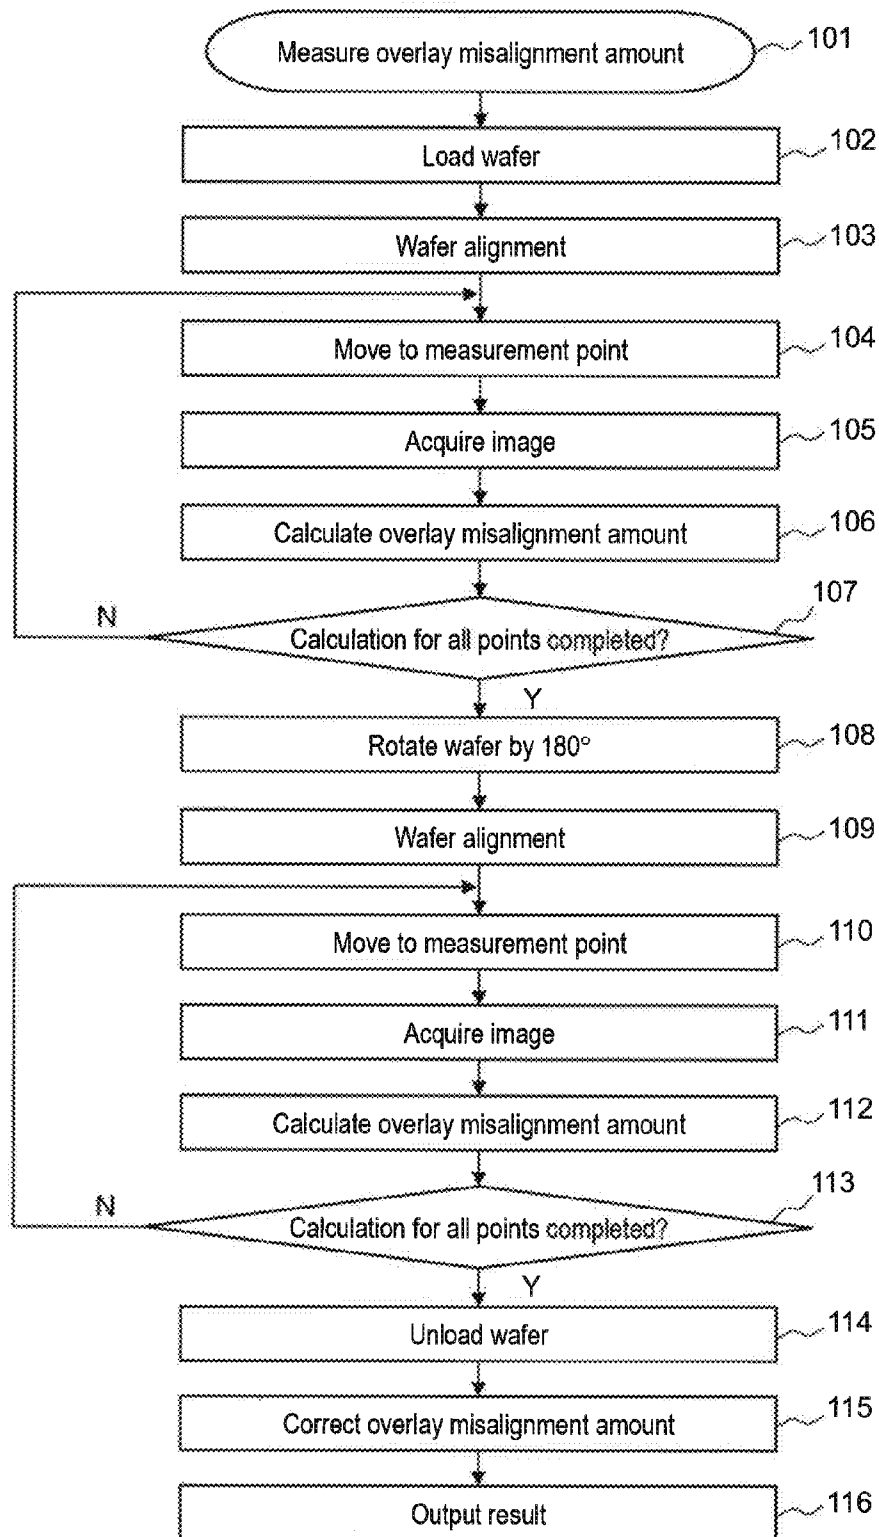 Measure overlay misalignment amount 101
Load wafer 102
Wafer alignment 103
Move to measurement point 104
Acquire image 105
Calculate overlay misalignment amount 106
107
N Calculation for all points completed?
Y
Rotate wafer by 180° 108
Wafer alignment 109
Move to measurement point 110
Acquire image 111
Calculate overlay misalignment amount 112
113
N Calculation for all points completed?
Y
Unload wafer 114
Correct overlay misalignment amount 115
Output result 116